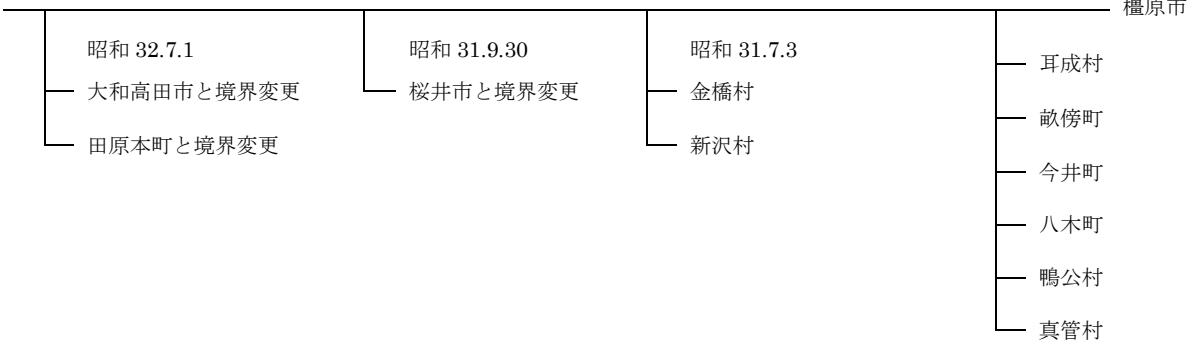 橿原市
昭和 32.7.1
大和高田市と境界変更
田原本町と境界変更
昭和 31.9.30
桜井市と境界変更
昭和 31.7.3
金橋村
新沢村
耳成村
畝傍町
今井町
八木町
鴨公村
真菅村